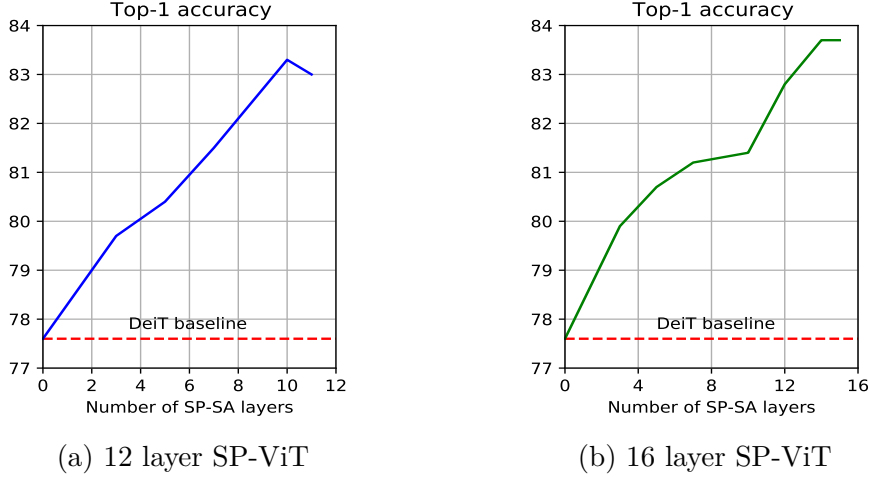 Top-1 accuracy
84
83
82
81
80
79
78
77
DeiT baseline
0 2 4 6 8 10 12
Number of SP-SA layers
(a) 12 layer SP-ViT
Top-1 accuracy
84
83
82
81
80
79
78
77
DeiT baseline
0 4 8 12 16
Number of SP-SA layers
(b) 16 layer SP-ViT